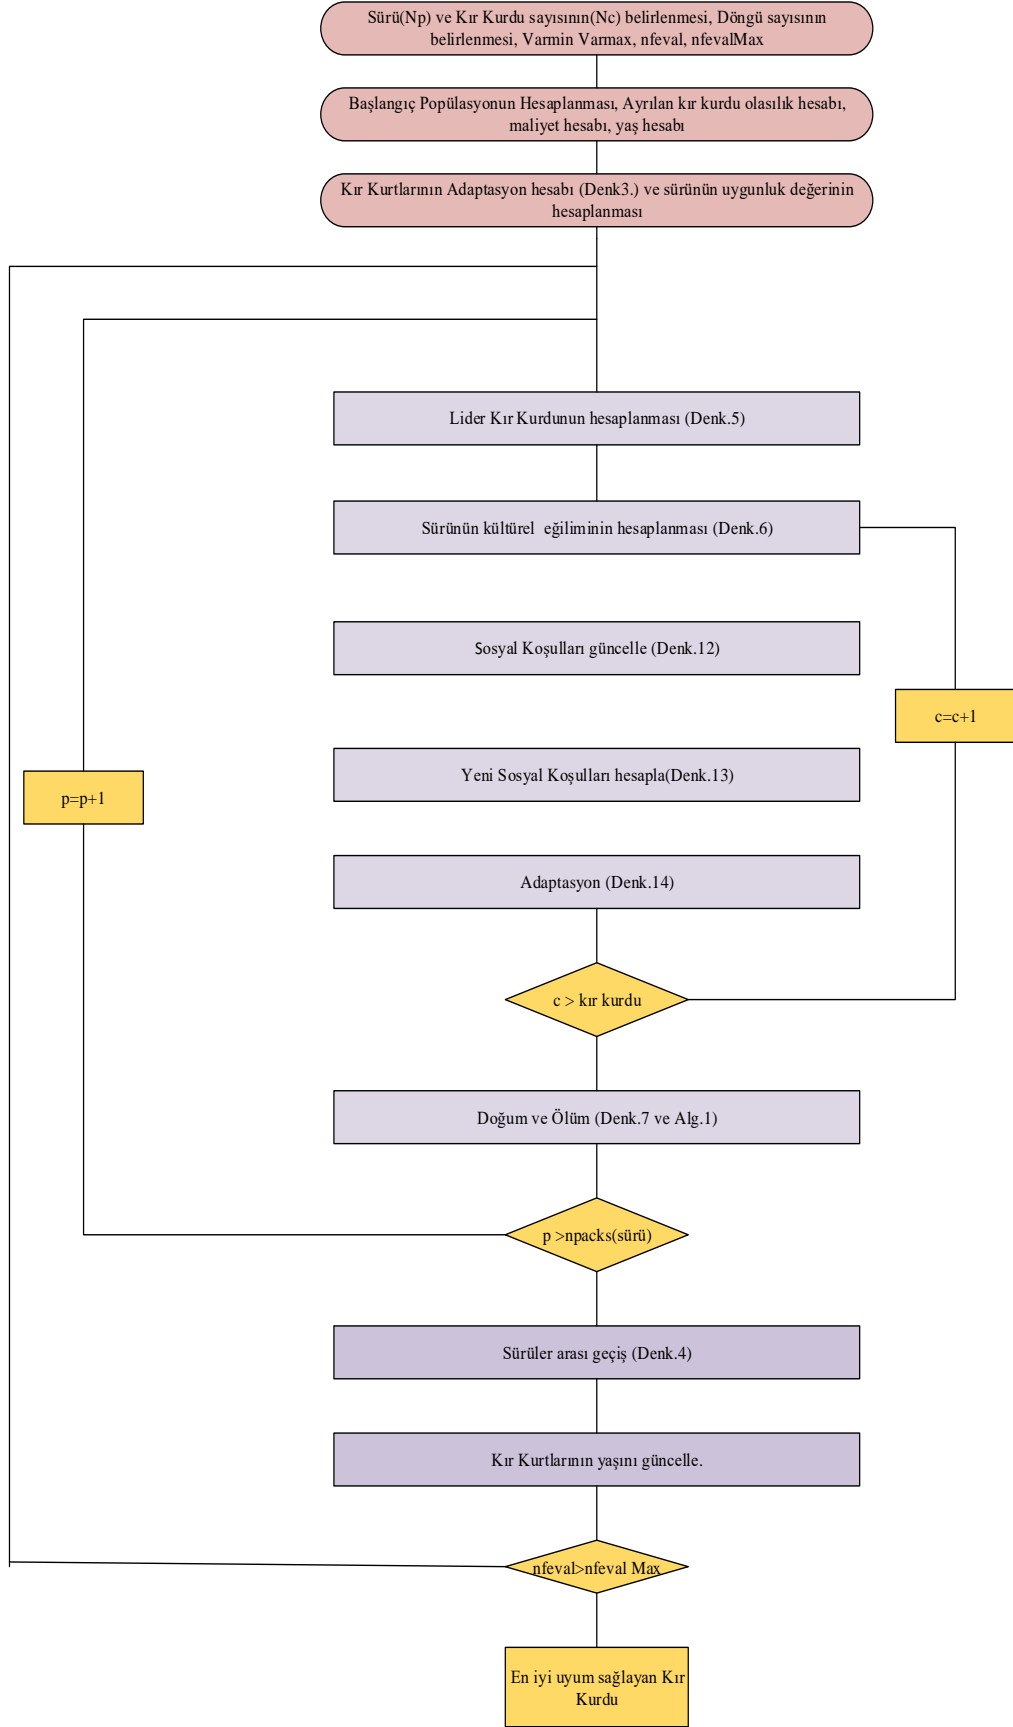 Sürü(Np) ve Kır Kurdu sayısının(Nc) belirlenmesi, Döngü sayısının
belirlenmesi, Varmin Varmax, nfeval, nfevalMax
Başlangıç Popülasyonun Hesaplanması, Ayrılan kır kurdu olasılık hesabı,
maliyet hesabı, yaş hesabı
Kır Kurtlarının Adaptasyon hesabı (Denk3.) ve sürünün uygunluk değerinin
hesaplanması
Lider Kır Kurdunun hesaplanması (Denk.5)
Sürünün kültürel eğiliminin hesaplanması (Denk.6)
Sosyal Koşulları güncelle (Denk.12)
c=c+1
Yeni Sosyal Koşulları hesapla(Denk.13)
p=p+1
Adaptasyon (Denk.14)
c > kır kurdu
Doğum ve Ölüm (Denk.7 ve Alg.1)
p >npacks(sürü)
Sürüler arası geçiş (Denk.4)
Kır Kurtlarının yaşını güncelle.
nfeval>nfeval Max
En iyi uyum sağlayan Kır
Kurdu